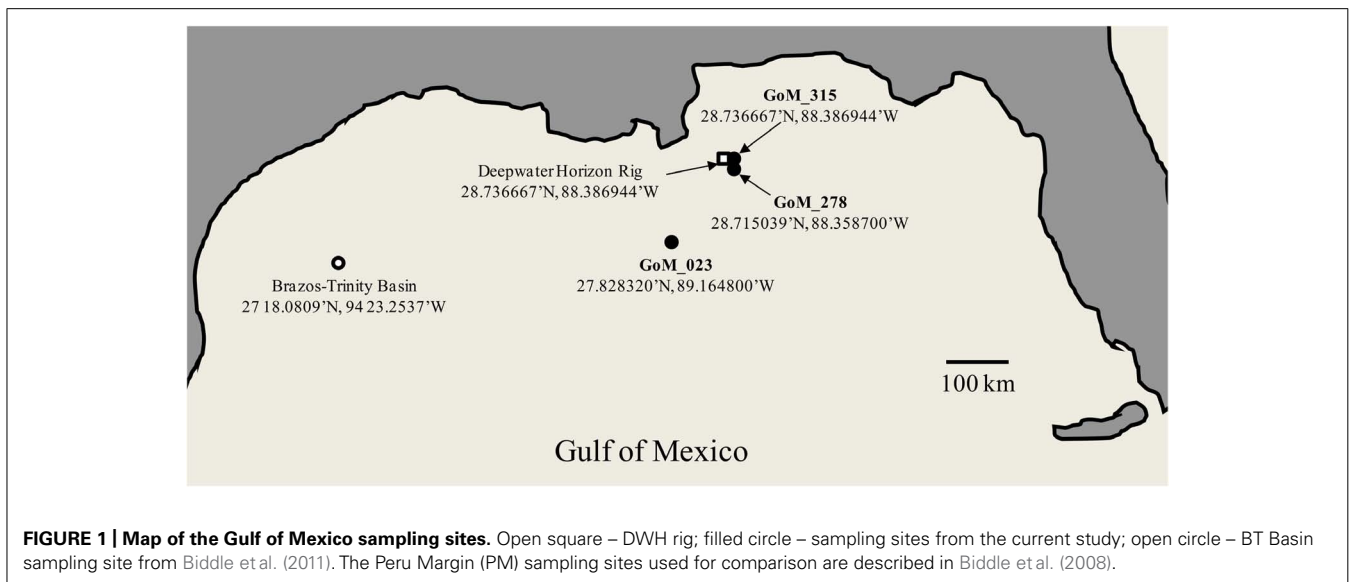 GoM_315
28.736667’N, 88.386944’W
Deepwater Horizon Rig
28.736667’N, 88.386944’W
GoM_278
28.715039’N, 88.358700’W
GoM_023
27.828320’N, 89.164800’W
Brazos-Trinity Basin
27 18.0809’N, 94 23.2537’W
100 km
Gulf of Mexico
FIGURE 1 | Map of the Gulf of Mexico sampling sites. Open square – DWH rig; filled circle – sampling sites from the current study; open circle – BT Basin
sampling site from Biddle et al. (2011). The Peru Margin (PM) sampling sites used for comparison are described in Biddle et al. (2008).